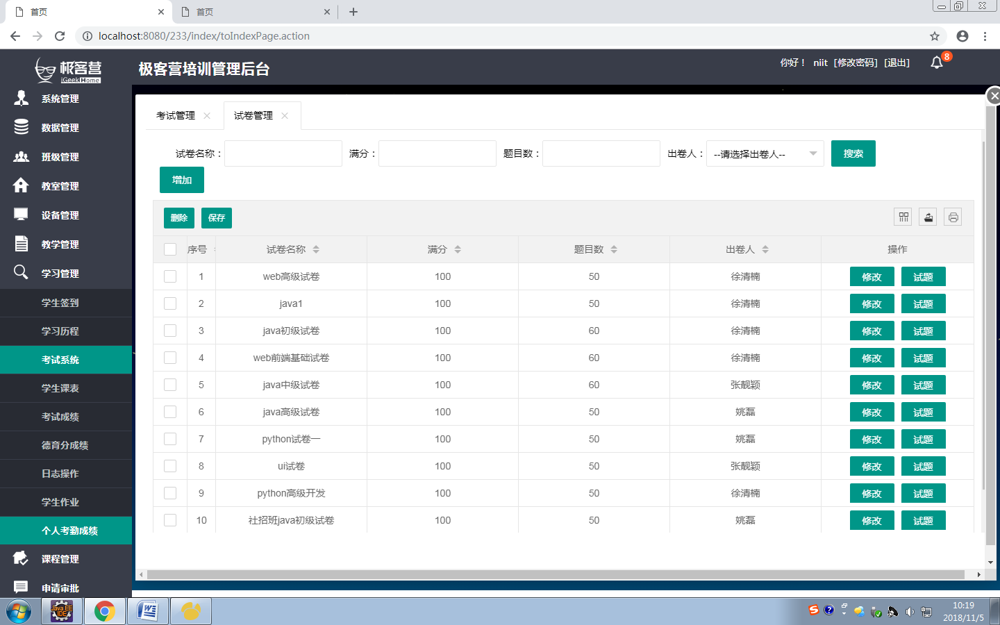 首页
首页
localhost:8080/233/index/toIndexPage.action
极客营
iGeekHome
极客营培训管理后台
你好！ niit [修改密码] [退出]
8
系统管理
数据管理
班级管理
教室管理
设备管理
教学管理
学习管理
学生签到
学习历程
考试系统
学生课表
考试成绩
德育分成绩
日志操作
学生作业
个人考勤成绩
课程管理
申请审批
考试管理
试卷管理
试卷名称： 满分： 题目数： 出卷人： --请选择出卷人-- 搜索
增加
删除 保存
序号 试卷名称 满分 题目数 出卷人 操作
1 web高级试卷 100 50 徐清楠 修改 试题
2 java1 100 50 徐清楠 修改 试题
3 java初级试卷 100 60 徐清楠 修改 试题
4 web前端基础试卷 100 60 徐清楠 修改 试题
5 java中级试卷 100 60 张靓颖 修改 试题
6 java高级试卷 100 50 姚磊 修改 试题
7 python试卷一 100 50 姚磊 修改 试题
8 ui试卷 100 50 张靓颖 修改 试题
9 python高级开发 100 50 徐清楠 修改 试题
10 社招班java初级试卷 100 50 姚磊 修改 试题
Java EE
IDE
10:19
2018/11/5